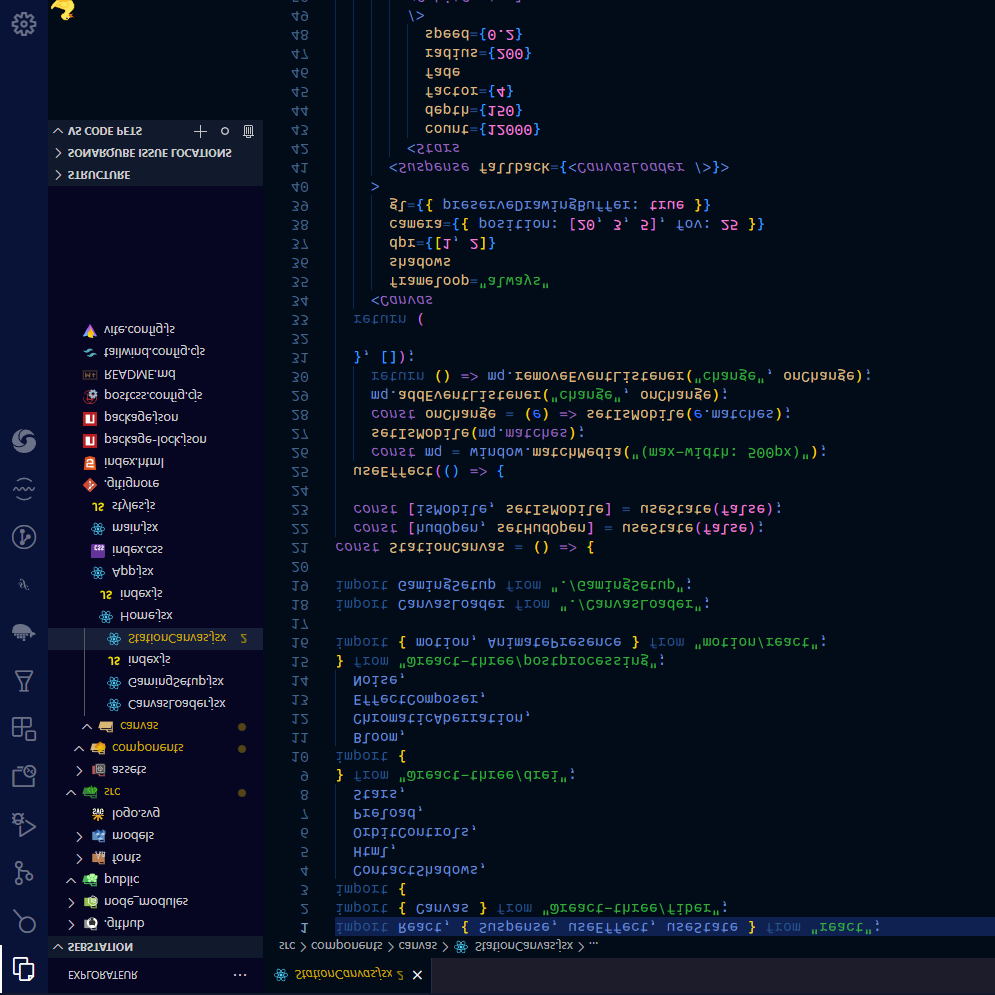 EXPLORATEUR ...
SEBSTATION
.github
node_modules
public
fonts
models
logo.svg
src
assets
components
canvas
CanvasLoader.jsx
GamingSetup.jsx
index.js
StationCanvas.jsx 2
Home.jsx
index.js
App.jsx
index.css
main.jsx
styles.js
.gitignore
index.html
package-lock.json
package.json
postcss.config.cjs
README.md
tailwind.config.cjs
vite.config.js
STRUCTURE
SONARQUBE ISSUE LOCATIONS
VS CODE PETS
StationCanvas.jsx 2 ×
src > components > canvas > StationCanvas.jsx > ...
1 import React, { Suspense, useEffect, useState } from "react";
2 import { Canvas } from "@react-three/fiber";
3 import {
4 ContactShadows,
5 Html,
6 OrbitControls,
7 Preload,
8 Stars,
9 } from "@react-three/drei";
10 import {
11 Bloom,
12 ChromaticAberration,
13 EffectComposer,
14 Noise,
15 } from "@react-three/postprocessing";
16 import { motion, AnimatePresence } from "motion/react";
17
18 import CanvasLoader from "./CanvasLoader";
19 import GamingSetup from "./GamingSetup";
20
21 const StationCanvas = () => {
22 const [hudOpen, setHudOpen] = useState(false);
23 const [isMobile, setIsMobile] = useState(false);
24
25 useEffect(() => {
26 const mq = window.matchMedia("(max-width: 500px)");
27 setIsMobile(mq.matches);
28 const onChange = (e) => setIsMobile(e.matches);
29 mq.addEventListener("change", onChange);
30 return () => mq.removeEventListener("change", onChange);
31 }, []);
32
33 return (
34 <Canvas
35 frameloop="always"
36 shadows
37 dpr={[1, 2]}
38 camera={{ position: [20, 3, 5], fov: 25 }}
39 gl={{ preserveDrawingBuffer: true }}
40 >
41 <Suspense fallback={<CanvasLoader />}>
42 <Stars
43 count={12000}
44 depth={150}
45 factor={4}
46 fade
47 radius={200}
48 speed={0.2}
49 />